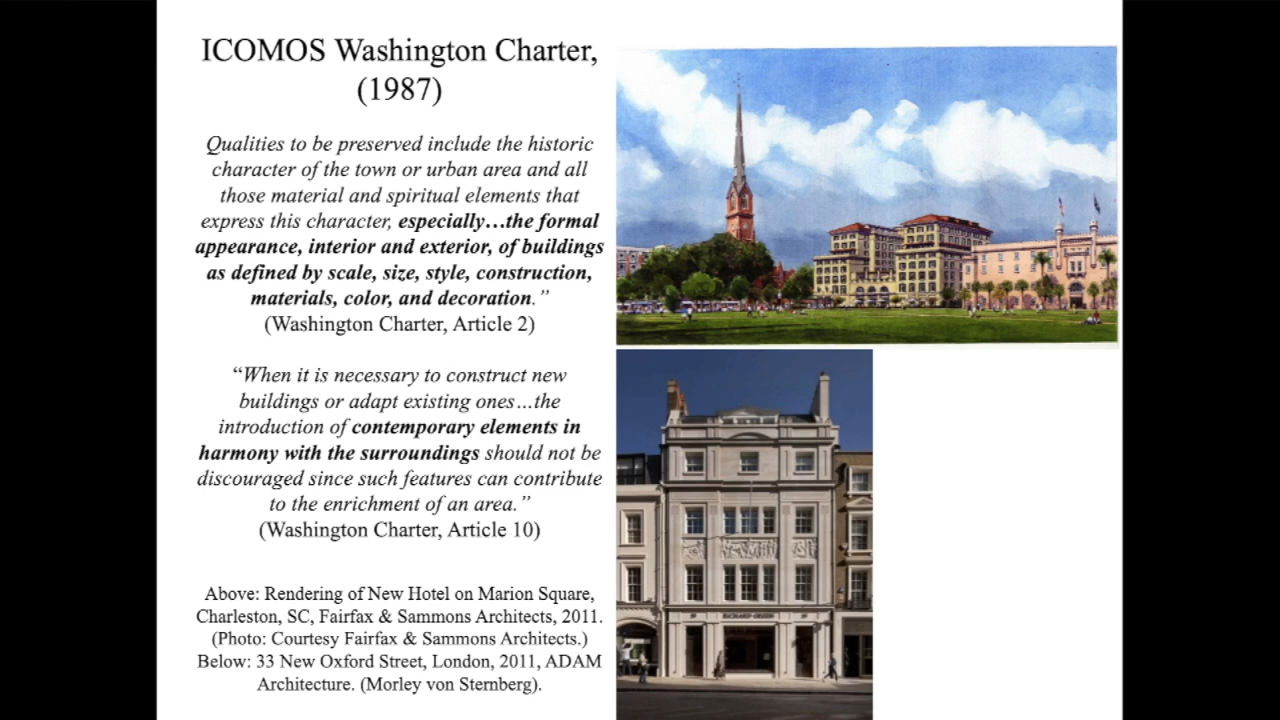 ICOMOS Washington Charter,
(1987)
Qualities to be preserved include the historic
character of the town or urban area and all
those material and spiritual elements that
express this character, especially…the formal
appearance, interior and exterior, of buildings
as defined by scale, size, style, construction,
materials, color, and decoration.”
(Washington Charter, Article 2)
“When it is necessary to construct new
buildings or adapt existing ones…the
introduction of contemporary elements in
harmony with the surroundings should not be
discouraged since such features can contribute
to the enrichment of an area.”
(Washington Charter, Article 10)
Above: Rendering of New Hotel on Marion Square,
Charleston, SC, Fairfax & Sammons Architects, 2011.
(Photo: Courtesy Fairfax & Sammons Architects.)
Below: 33 New Oxford Street, London, 2011, ADAM
Architecture. (Morley von Sternberg).
RICHARD GREEN